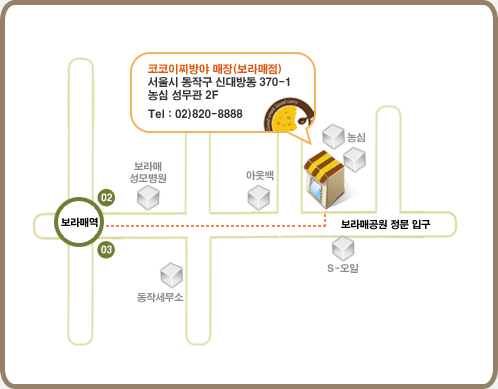 코코이찌방야 매장(보라매점)
서울시 동작구 신대방동 370-1
농심 성무관 2F
Tel : 02)820-8888
농심
보라매
성모병원
아웃백
02
보라매역
보라매공원 정문 입구
03
S-오일
동작세무소